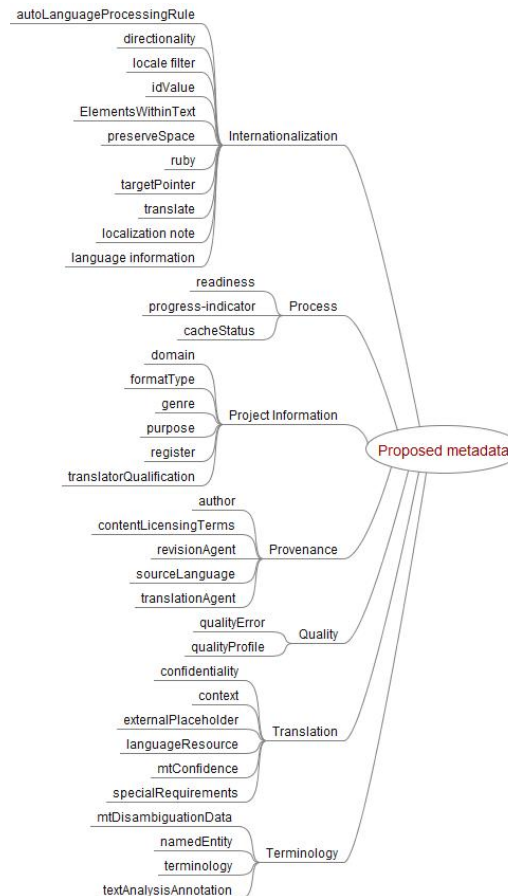 autoLanguageProcessingRule
directionality
locale filter
idValue
ElementsWithinText
preserveSpace
ruby
targetPointer
translate
localization note
language information
Internationalization
readiness
progress-indicator
cacheStatus
Process
domain
formatType
genre
purpose
register
translatorQualification
Project Information
author
contentLicensingTerms
revisionAgent
sourceLanguage
translationAgent
Provenance
qualityError
qualityProfile
Quality
confidentiality
context
externalPlaceholder
languageResource
mtConfidence
specialRequirements
Translation
mtDisambiguationData
namedEntity
terminology
textAnalysisAnnotation
Terminology
Proposed metadata